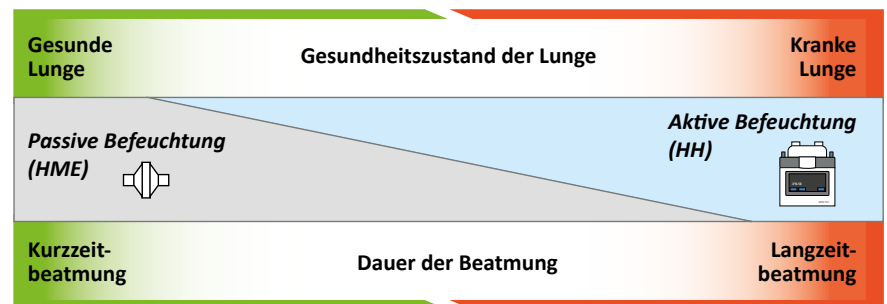 Gesunde
Lunge
Gesundheitszustand der Lunge
Kranke
Lunge
Passive Befeuchtung
(HME)
Aktive Befeuchtung
(HH)
Kurzzeit-
beatmung
Dauer der Beatmung
Langzeit-
beatmung